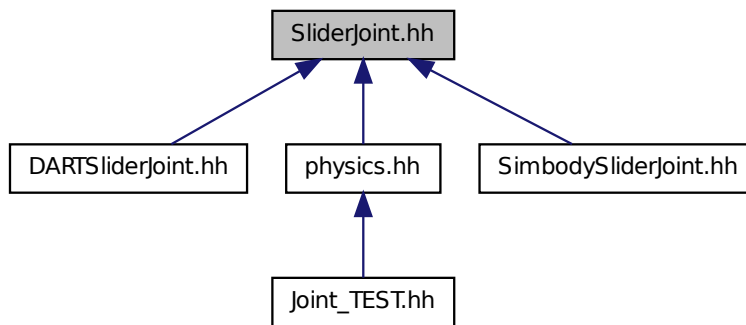 SliderJoint.hh
DARTSliderJoint.hh
physics.hh
SimbodySliderJoint.hh
Joint_TEST.hh